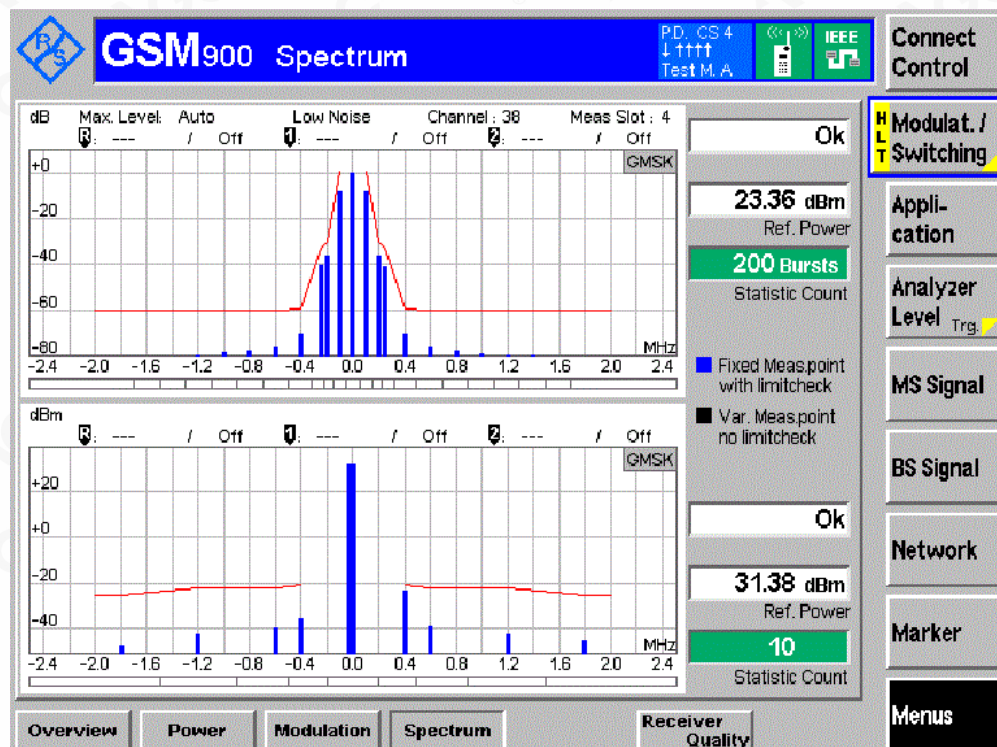 R/S
GSM900 Spectrum
PD, CS 4
Test M. A
IEEE
Connect Control
dB Max. Level: Auto Low Noise Channel : 38 Meas Slot : 4
R: --- / Off 1: --- / Off 2: --- / Off
GMSK
+0
-20
-40
-60
-80
MHz
-2.4 -2.0 -1.6 -1.2 -0.8 -0.4 0.0 0.4 0.8 1.2 1.6 2.0 2.4
Ok
23.36 dBm
Ref. Power
200 Bursts
Statistic Count
Fixed Meas.point
with limitcheck
Var. Meas.point
no limitcheck
dBm
R: --- / Off 1: --- / Off 2: --- / Off
GMSK
+20
+0
-20
-40
MHz
-2.4 -2.0 -1.6 -1.2 -0.8 -0.4 0.0 0.4 0.8 1.2 1.6 2.0 2.4
Ok
31.38 dBm
Ref. Power
10
Statistic Count
HLT
Modulat. /
Switching
Appli-
cation
Analyzer
Level Trg.
MS Signal
BS Signal
Network
Marker
Menus
Overview
Power
Modulation
Spectrum
Receiver
Quality